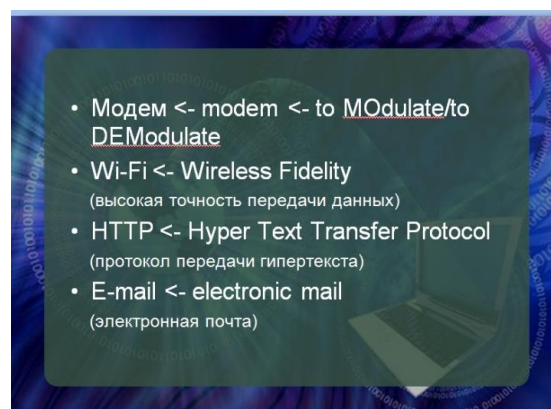 • Модем <- modem <- to MOdulate/to
DEModulate
• Wi-Fi <- Wireless Fidelity
(высокая точность передачи данных)
• HTTP <- Hyper Text Transfer Protocol
(протокол передачи гипертекста)
• E-mail <- electronic mail
(электронная почта)